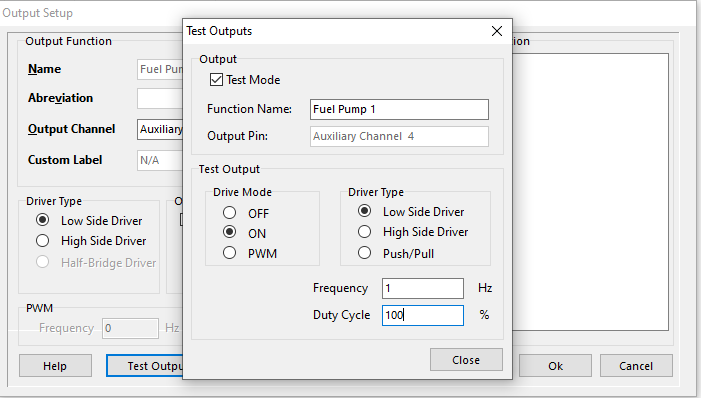 Output Setup
Output Function
Name
Fuel Pum
Abreviation
Output Channel
Auxiliary
Custom Label
N/A
Driver Type
Low Side Driver
High Side Driver
Half-Bridge Driver
PWM
Frequency
0
Hz
Help
Test Outpu
Ok
Cancel
Test Outputs
Output
Test Mode
Function Name:
Fuel Pump 1
Output Pin:
Auxiliary Channel 4
Test Output
Drive Mode
OFF
ON
PWM
Driver Type
Low Side Driver
High Side Driver
Push/Pull
Frequency
1
Hz
Duty Cycle
100
%
Close